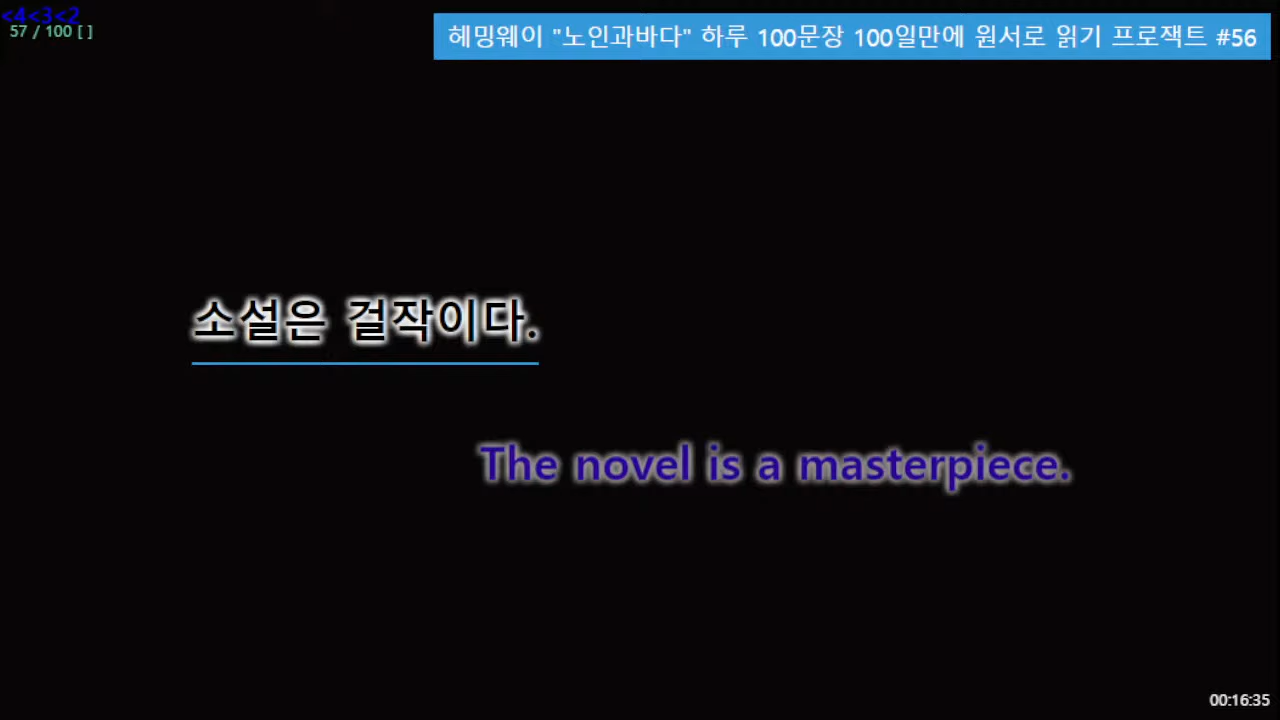 <4<3<2
57 / 100 [ ]
헤밍웨이 "노인과바다" 하루 100문장 100일만에 원서로 읽기 프로잭트 #56
소설은 걸작이다.
The novel is a masterpiece.
00:16:35